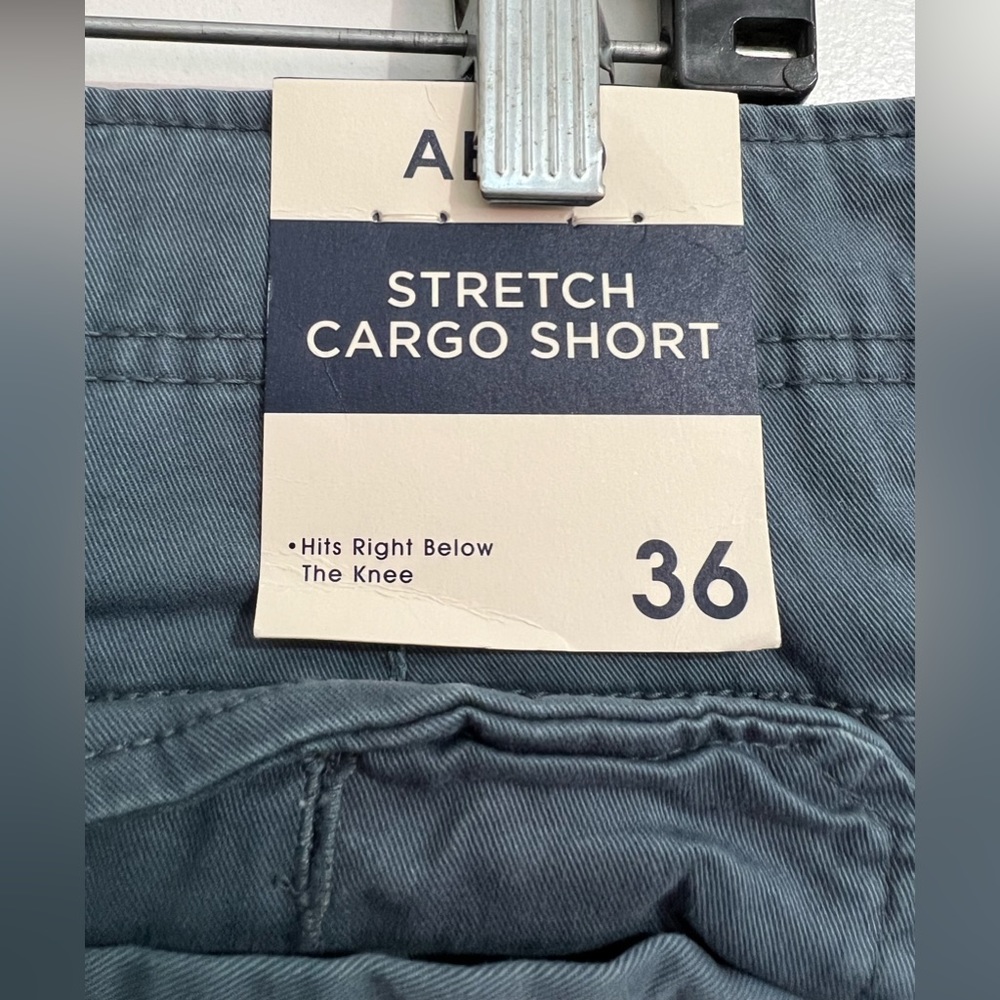 STRETCH
CARGO SHORT
•Hits Right Below
The Knee
36